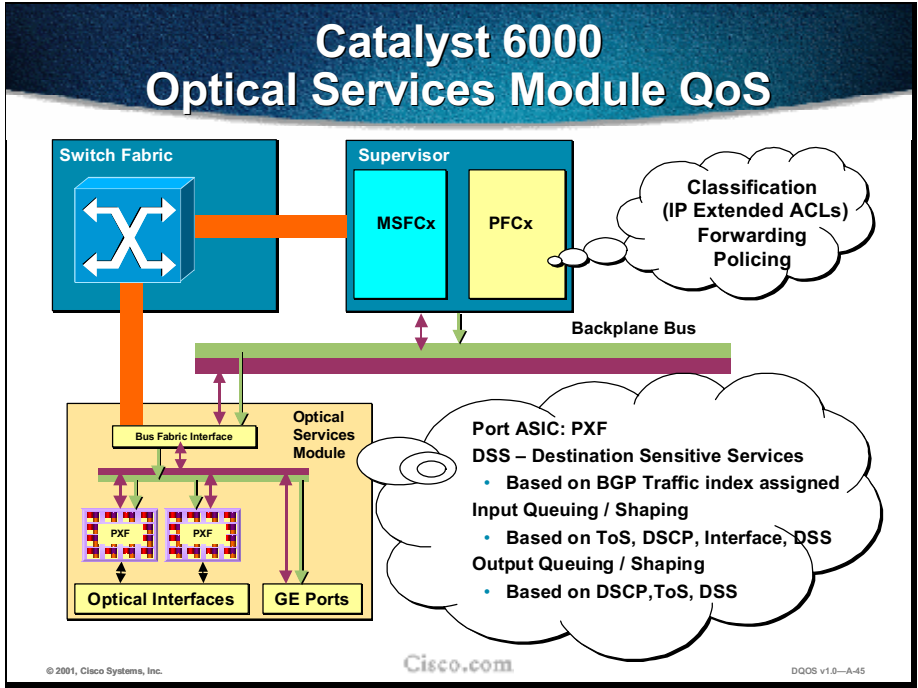 Catalyst 6000
Optical Services Module QoS
Switch Fabric
Supervisor
MSFCx
PFCx
Classification
(IP Extended ACLs)
Forwarding
Policing
Backplane Bus
Optical
Services
Module
Bus Fabric Interface
PXF
PXF
Optical Interfaces
GE Ports
Port ASIC: PXF
DSS – Destination Sensitive Services
• Based on BGP Traffic index assigned
Input Queuing / Shaping
• Based on ToS, DSCP, Interface, DSS
Output Queuing / Shaping
• Based on DSCP,ToS, DSS
© 2001, Cisco Systems, Inc.
Cisco.com
DQOS v1.0—A-45